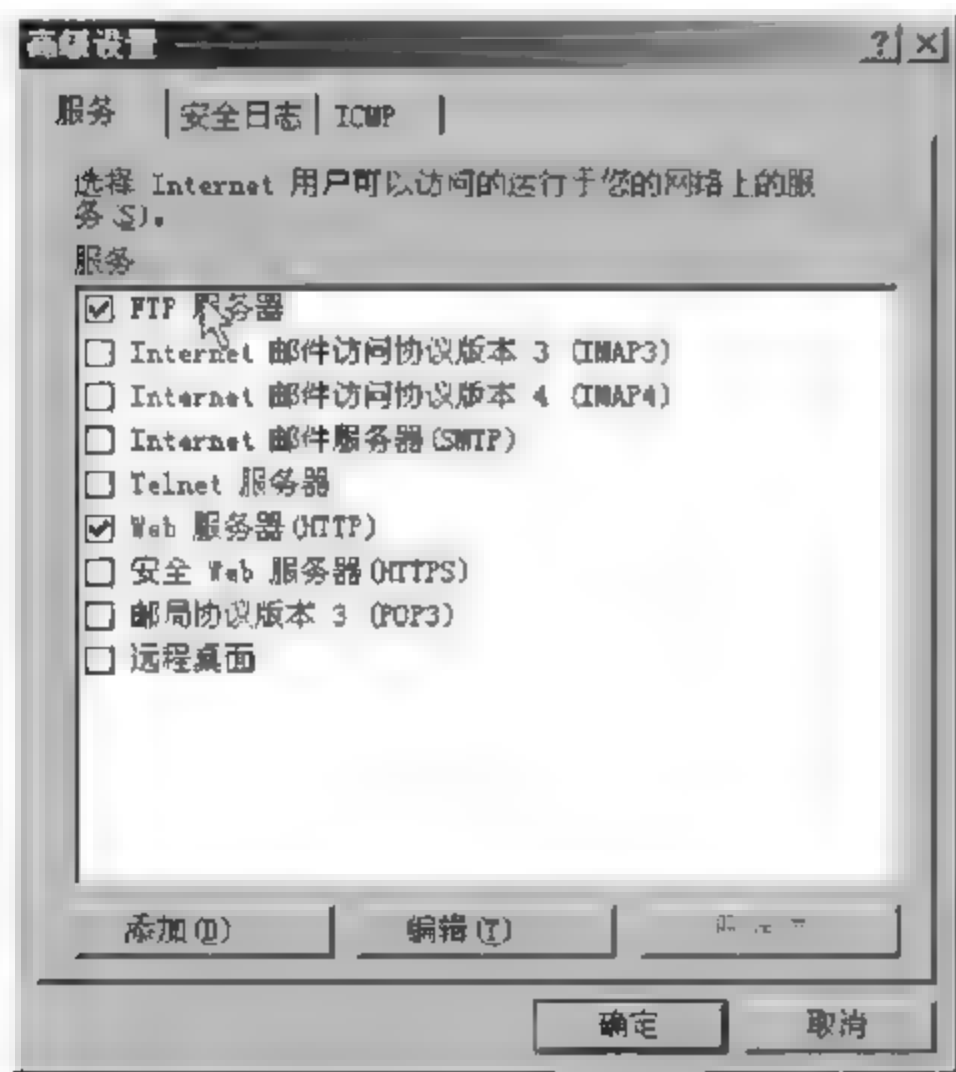 高级设置
服务
安全日志
ICMP
选择 Internet 用户可以访问的运行于您的网络上的服
务(S)。
服务
FTP 服务器
Internet 邮件访问协议版本 3 (IMAP3)
Internet 邮件访问协议版本 4 (IMAP4)
Internet 邮件服务器(SMTP)
Telnet 服务器
Web 服务器(HTTP)
安全 Web 服务器(HTTPS)
邮局协议版本 3 (POP3)
远程桌面
添加(D)
编辑(T)
确定
取消